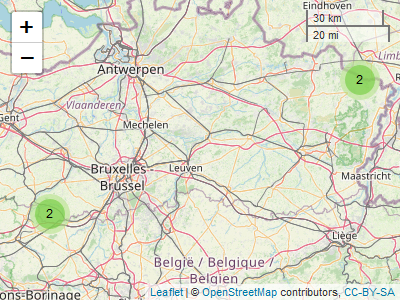 +
−
30 km
20 mi
Eindhoven
Antwerpen
2
Vlaanderen
Gent
Mechelen
Leuven
Bruxelles -
Brussel
Maastricht
2
Liège
België / Belgique /
Belgien
ons-Borinage
Leaflet | © OpenStreetMap contributors, CC-BY-SA